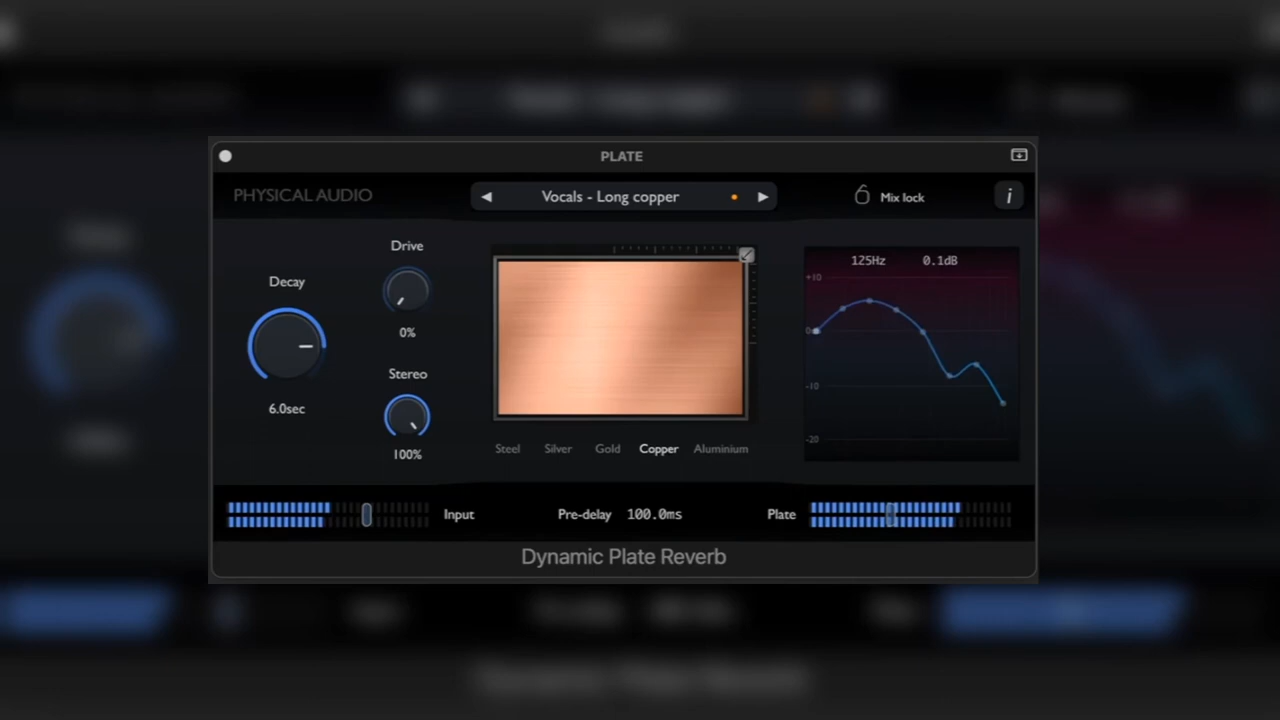 PLATE
PHYSICAL AUDIO
Vocals - Long copper
Mix lock
i
Drive
0%
Decay
6.0sec
Stereo
100%
Steel Silver Gold Copper Aluminium
125Hz 0.1dB
+10
0
-10
-20
Input
Pre-delay 100.0ms
Plate
Dynamic Plate Reverb